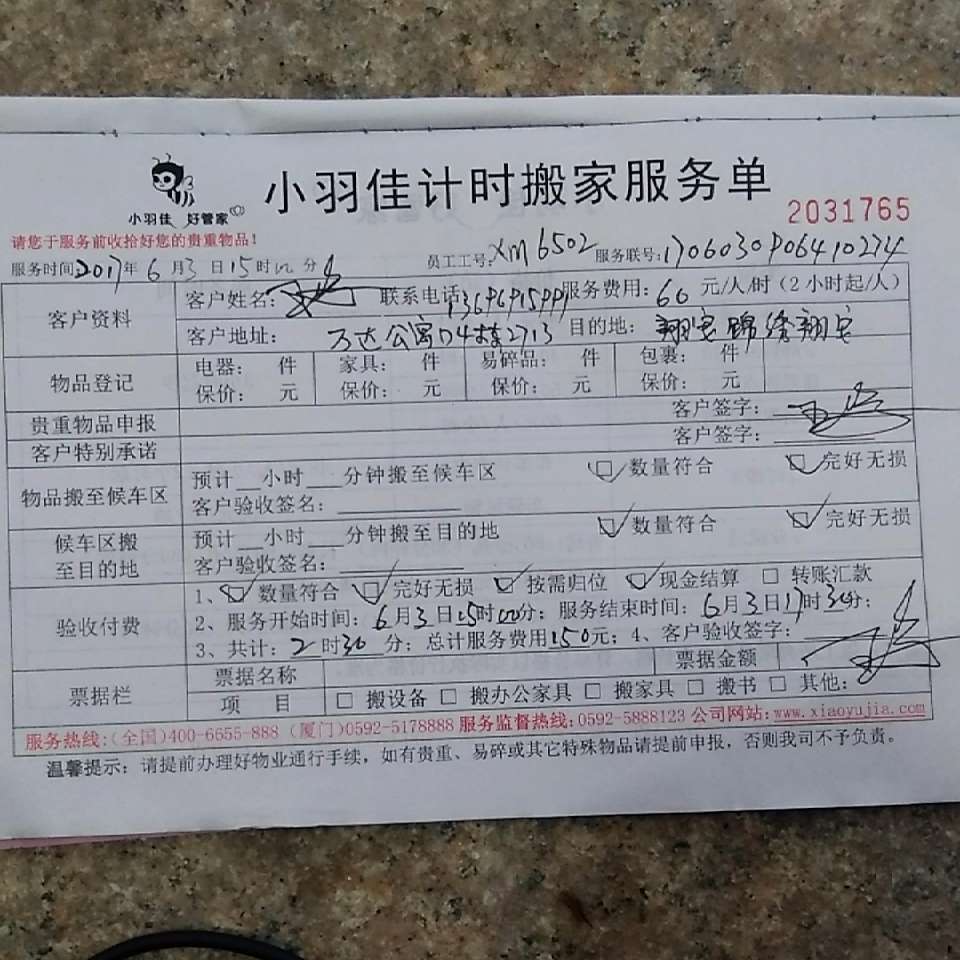 小羽佳计时搬家服务单
小羽佳 好管家
2031765
请您于服务前收拾好您的贵重物品!
服务时间2017年6月3日15时00分 员工工号:XM6502 服务联号:1706030906410274
客户资料
客户姓名: 联系电话 服务费用:60元/人/时(2小时起/人)
客户地址: 万达公寓D4栋2713 目的地: 翔安锦绣翔安
物品登记
电器: 件 家具: 件 易碎品: 件 包裹: 件
保价: 元 保价: 元 保价: 元 保价: 元
贵重物品申报 客户签字:
客户特别承诺 客户签字:
物品搬至候车区
预计__小时___分钟搬至候车区 ☑数量符合 ☑完好无损
客户验收签名:
候车区搬
至目的地
预计__小时___分钟搬至目的地 ☑数量符合 ☑完好无损
客户验收签名:
验收付费
1、☑数量符合 ☑完好无损 ☑按需归位 ☑现金结算 □ 转账汇款
2、服务开始时间:6月3日15时00分;服务结束时间:6月3日17时30分;
3、共计:2时30分;总计服务费用150元;4、客户验收签字:
票据栏
票据名称 票据金额
项 目 □ 搬设备 □ 搬办公家具 □ 搬家具 □ 搬书 □ 其他:
服务热线:(全国)400-6655-888 (厦门)0592-5178888 服务监督热线:0592-5888123 公司网站:www.xiaoyujia.com
温馨提示:请提前办理好物业通行手续,如有贵重、易碎或其它特殊物品请提前申报,否则我司不予负责。